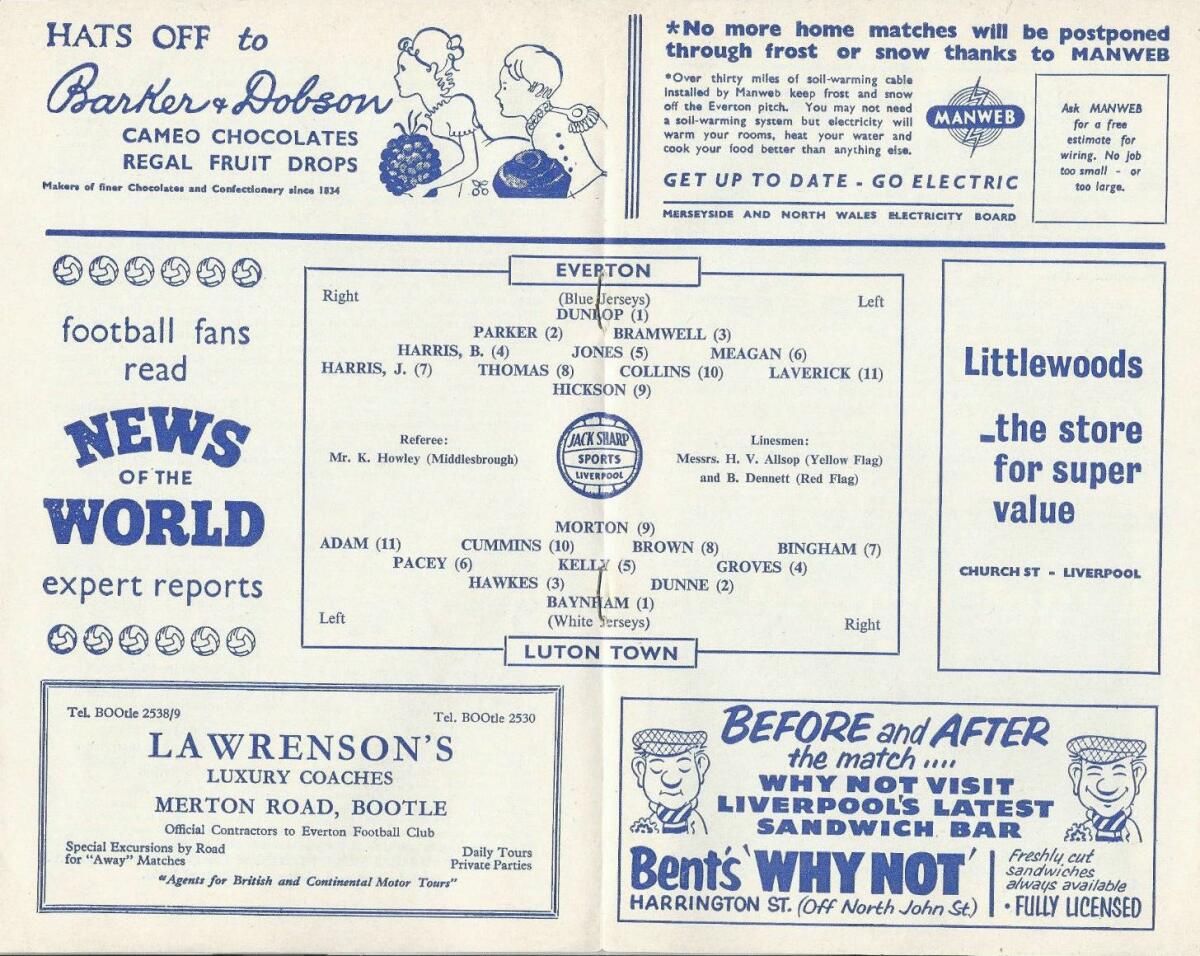 HATS OFF to
Barker & Dobson
CAMEO CHOCOLATES
REGAL FRUIT DROPS
Makers of finer Chocolates and Confectionery since 1834
*No more home matches will be postponed
through frost or snow thanks to MANWEB
*Over thirty miles of soil-warming cable
installed by Manweb keep frost and snow
off the Everton pitch. You may not need
a soil-warming system but electricity will
warm your rooms, heat your water and
cook your food better than anything else.
MANWEB
GET UP TO DATE - GO ELECTRIC
MERSEYSIDE AND NORTH WALES ELECTRICITY BOARD
Ask MANWEB
for a free
estimate for
wiring. No job
too small - or
too large.
football fans
read
NEWS
OF THE
WORLD
expert reports
EVERTON
Right (Blue Jerseys) Left
DUNLOP (1)
PARKER (2) BRAMWELL (3)
HARRIS, B. (4) JONES (5) MEAGAN (6)
HARRIS, J. (7) THOMAS (8) COLLINS (10) LAVERICK (11)
HICKSON (9)
Referee:
Mr. K. Howley (Middlesbrough)
JACK SHARP
SPORTS
LIVERPOOL
Linesmen:
Messrs. H. V. Allsop (Yellow Flag)
and B. Dennett (Red Flag)
MORTON (9)
ADAM (11) CUMMINS (10) BROWN (8) BINGHAM (7)
PACEY (6) KELLY (5) GROVES (4)
HAWKES (3) DUNNE (2)
BAYNHAM (1)
Left (White Jerseys) Right
LUTON TOWN
Littlewoods
...the store
for super
value
CHURCH ST - LIVERPOOL
Tel. BOOtle 2538/9 Tel. BOOtle 2530
LAWRENSON'S
LUXURY COACHES
MERTON ROAD, BOOTLE
Official Contractors to Everton Football Club
Special Excursions by Road
for "Away" Matches
Daily Tours
Private Parties
"Agents for British and Continental Motor Tours"
BEFORE and AFTER
the match ....
WHY NOT VISIT
LIVERPOOL'S LATEST
SANDWICH BAR
Bent's 'WHY NOT'
HARRINGTON ST. (Off North John St.)
Freshly cut
sandwiches
always available
• FULLY LICENSED